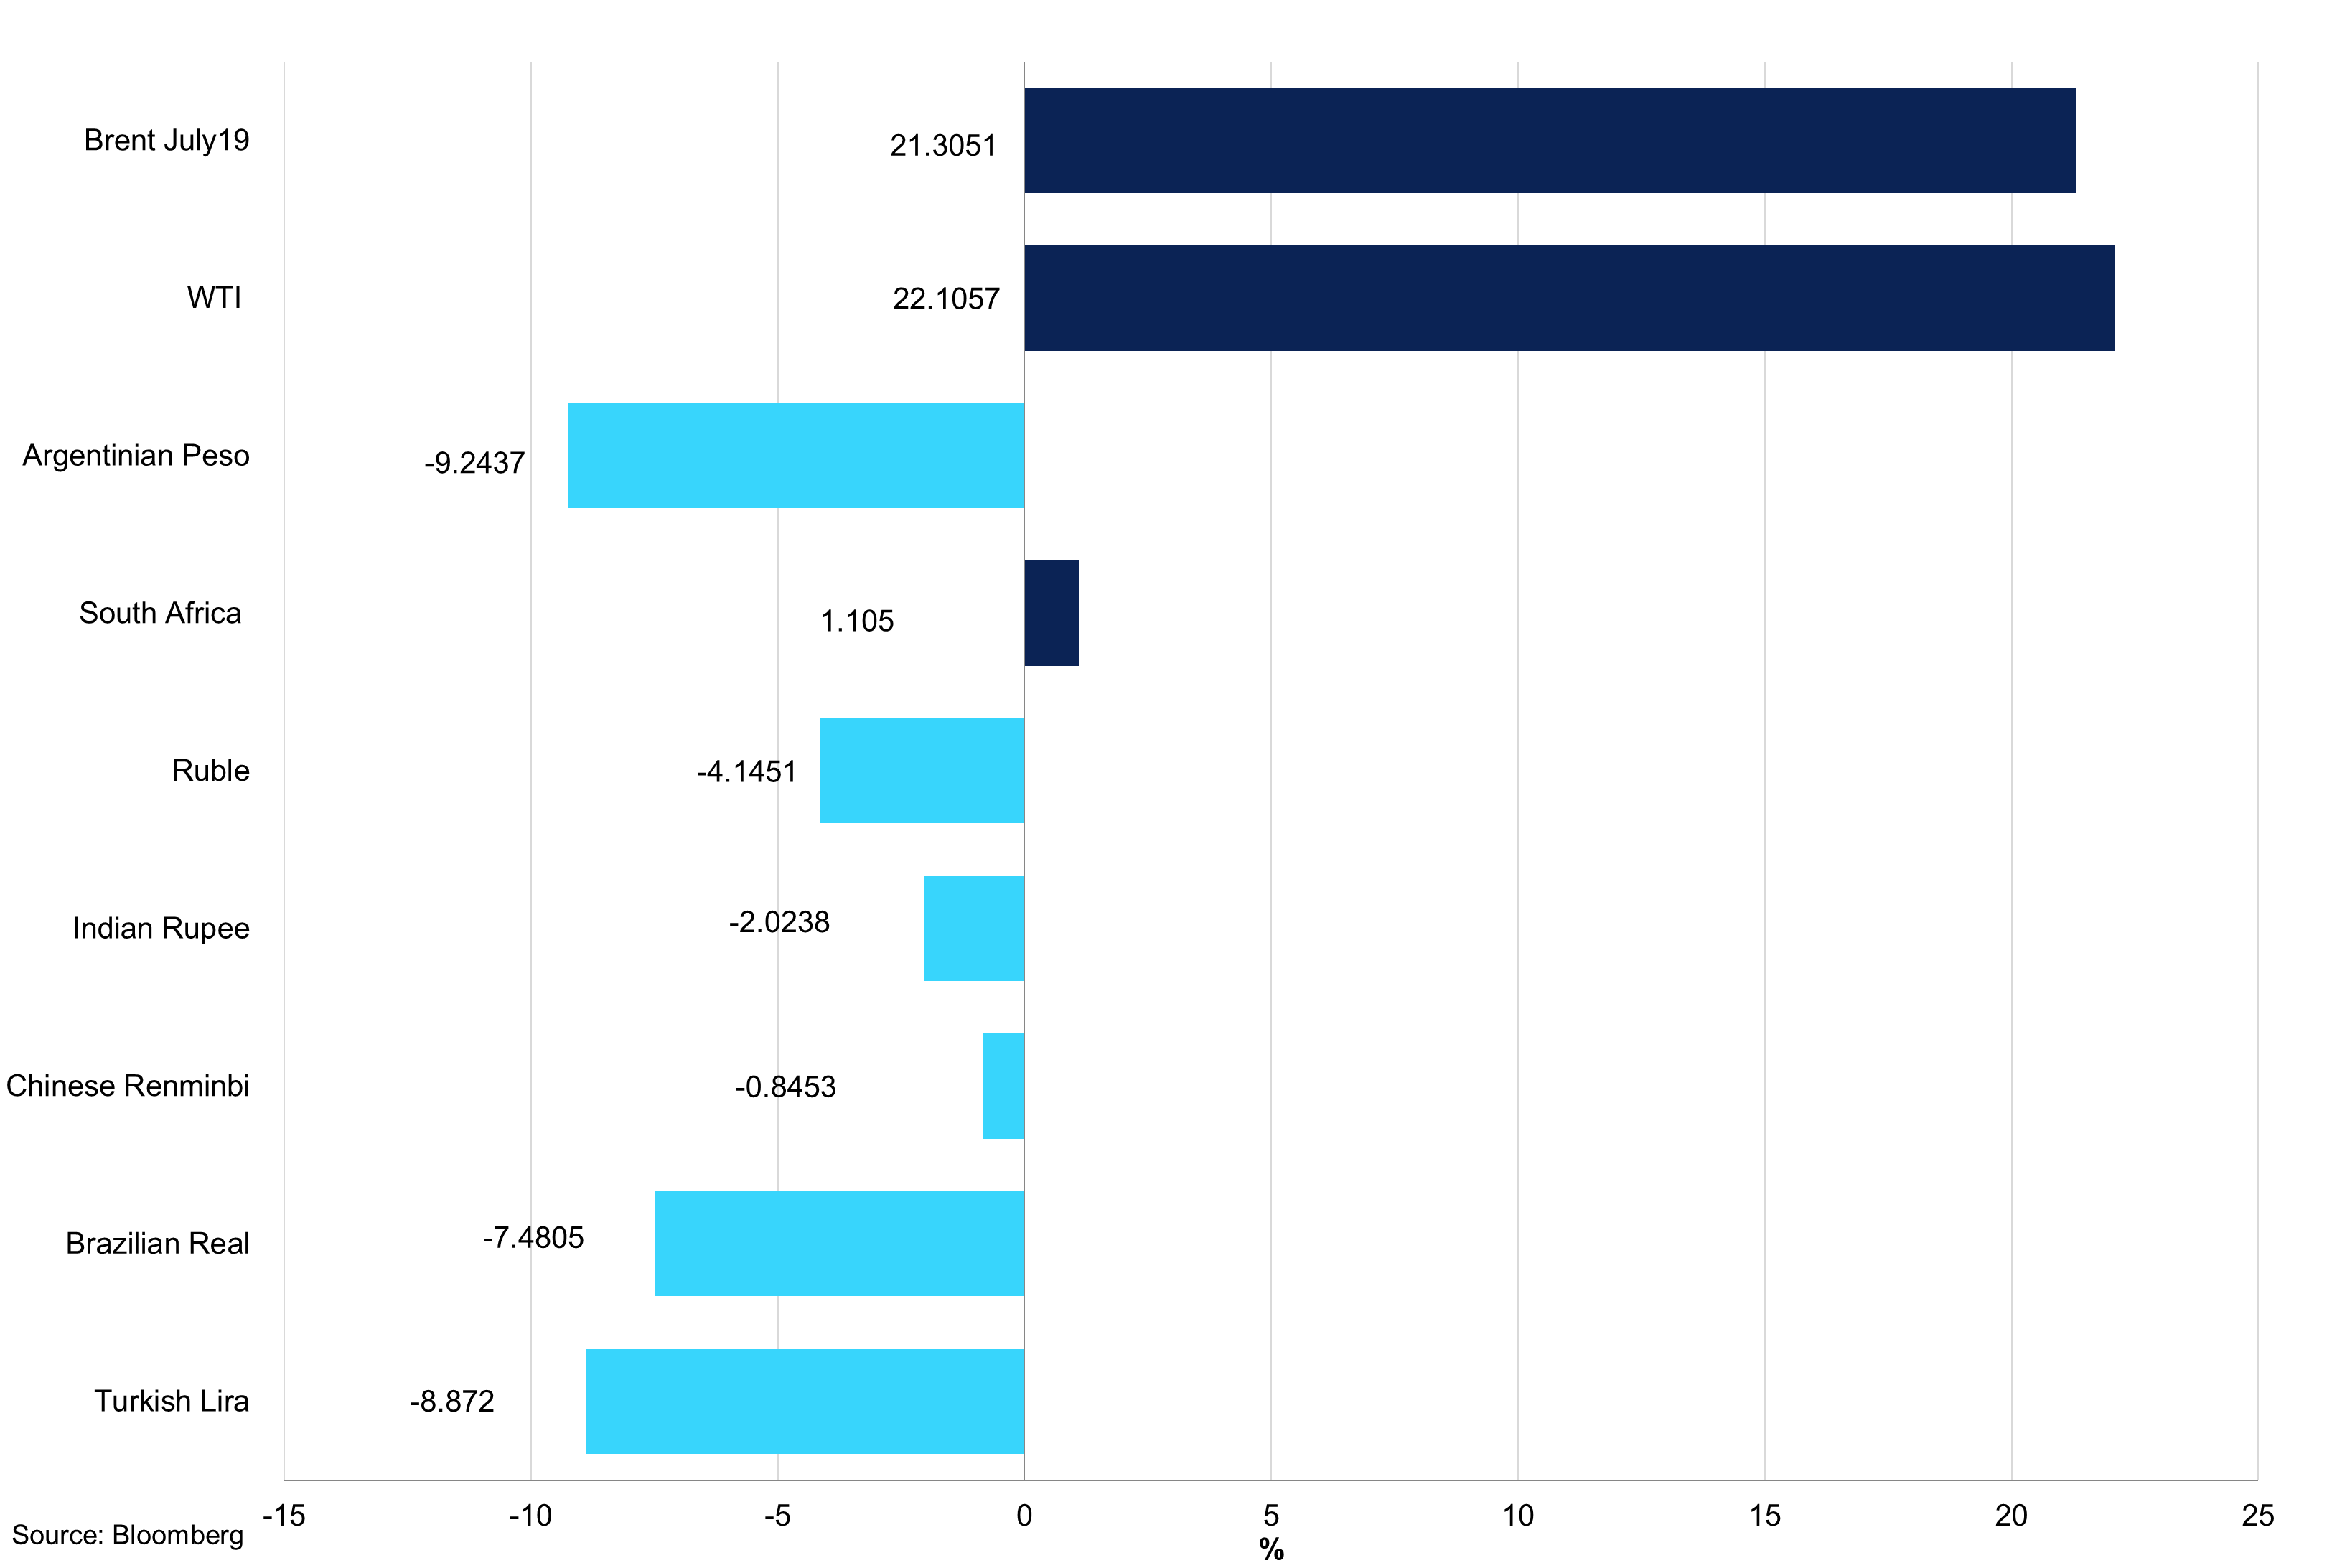 Brent July19
21.3051
WTI
22.1057
Argentinian Peso
-9.2437
South Africa
1.105
Ruble
-4.1451
Indian Rupee
-2.0238
Chinese Renminbi
-0.8453
Brazilian Real
-7.4805
Turkish Lira
-8.872
-15 -10 -5 0 5 10 15 20 25
%
Source: Bloomberg